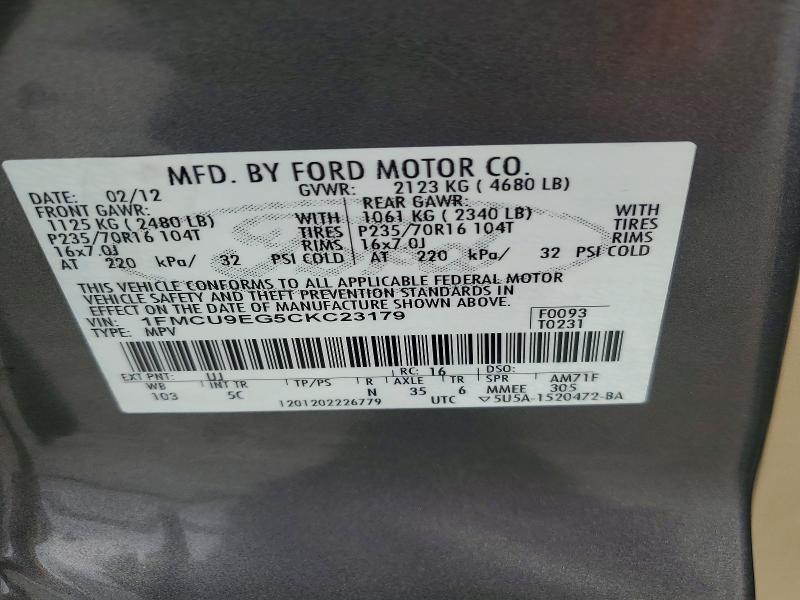 MFD. BY FORD MOTOR CO.
DATE: 02/12 GVWR: 2123 KG ( 4680 LB)
FRONT GAWR: REAR GAWR:
1125 KG ( 2480 LB) WITH 1061 KG ( 2340 LB) WITH
P235/70R16 104T TIRES P235/70R16 104T TIRES
16x7.0J RIMS 16x7.0J RIMS
AT 220 kPa/ 32 PSI COLD AT 220 kPa/ 32 PSI COLD
Ford
THIS VEHICLE CONFORMS TO ALL APPLICABLE FEDERAL MOTOR
VEHICLE SAFETY AND THEFT PREVENTION STANDARDS IN
EFFECT ON THE DATE OF MANUFACTURE SHOWN ABOVE.
VIN: 1FMCU9EG5CKC23179 F0093
TYPE: MPV T0231
EXT PNT: UJ RC: 16 DSO:
WB INT TR TP/PS R AXLE TR SPR AM71F
103 5C N 35 6 MMEE 305
1201202226779 UTC ▽5U5A-1520472-BA